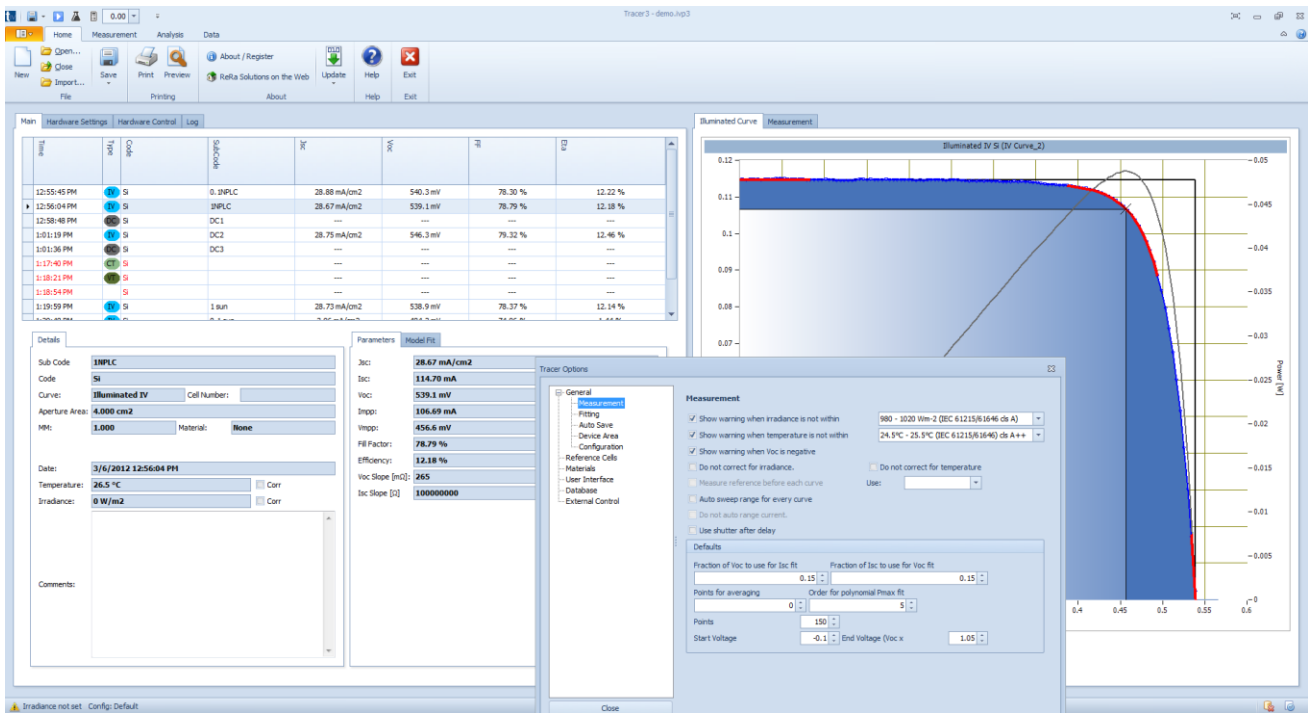 0.00
Tracer3 - demo.ivp3
Home Measurement Analysis Data
New
Open...
Close
Import...
Save
Print Preview
About / Register
ReRa Solutions on the Web
Update
Help
Exit
File Printing About Help Exit
Main Hardware Settings Hardware Control Log
Time Type Code SubCode Jsc Voc FF Eta
12:55:45 PM IV Si 0.1NPLC 28.88 mA/cm2 540.3 mV 78.30 % 12.22 %
12:56:04 PM IV Si 1NPLC 28.67 mA/cm2 539.1 mV 78.79 % 12.18 %
12:58:48 PM DC Si DC1 --- --- --- ---
1:01:19 PM IV Si DC2 28.75 mA/cm2 546.3 mV 79.32 % 12.46 %
1:01:36 PM DC Si DC3 --- --- --- ---
1:17:40 PM CT Si --- --- --- ---
1:18:21 PM VT Si --- --- --- ---
1:18:54 PM Si --- --- --- ---
1:19:59 PM IV Si 1 sun 28.73 mA/cm2 538.9 mV 78.37 % 12.14 %
Details
Sub Code 1NPLC
Code Si
Curve: Illuminated IV Cell Number:
Aperture Area: 4.000 cm2
MM: 1.000 Material: None
Date: 3/6/2012 12:56:04 PM
Temperature: 26.5 °C Corr
Irradiance: 0 W/m2 Corr
Comments:
Parameters Model Fit
Jsc: 28.67 mA/cm2
Isc: 114.70 mA
Voc: 539.1 mV
Impp: 106.69 mA
Vmpp: 456.6 mV
Fill Factor: 78.79 %
Efficiency: 12.18 %
Voc Slope [mΩ]: 265
Isc Slope [Ω] 100000000
Illuminated Curve Measurement
Illuminated IV Si (IV Curve_2)
0.12
0.11
0.1
0.09
0.08
0.07
0.05
0.045
0.04
0.035
0.03
0.025
0.02
0.015
0.01
0.005
0
Power [W]
0.4 0.45 0.5 0.55 0.6
Tracer Options
General
Measurement
Fitting
Auto Save
Device Area
Configuration
Reference Cells
Materials
User Interface
Database
External Control
Close
Measurement
Show warning when irradiance is not within 980 - 1020 Wm-2 (IEC 61215/61646 cls A)
Show warning when temperature is not within 24.5ºC - 25.5ºC (IEC 61215/61646) cls A++
Show warning when Voc is negative
Do not correct for irradiance. Do not correct for temperature
Measure reference before each curve Use:
Auto sweep range for every curve
Do not auto range current.
Use shutter after delay
Defaults
Fraction of Voc to use for Isc fit Fraction of Isc to use for Voc fit
0.15 0.15
Points for averaging Order for polynomial Pmax fit
0 5
Points 150
Start Voltage -0.1 End Voltage (Voc x 1.05
Irradiance not set Config: Default